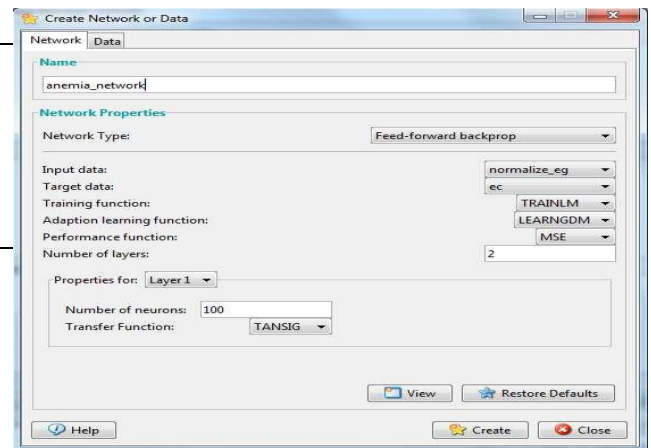 Create Network or Data
Network Data
Name
anemia_network
Network Properties
Network Type: Feed-forward backprop
Input data: normalize_eg
Target data: ec
Training function: TRAINLM
Adaption learning function: LEARNGDM
Performance function: MSE
Number of layers: 2
Properties for: Layer 1
Number of neurons: 100
Transfer Function: TANSIG
View Restore Defaults
Help Create Close